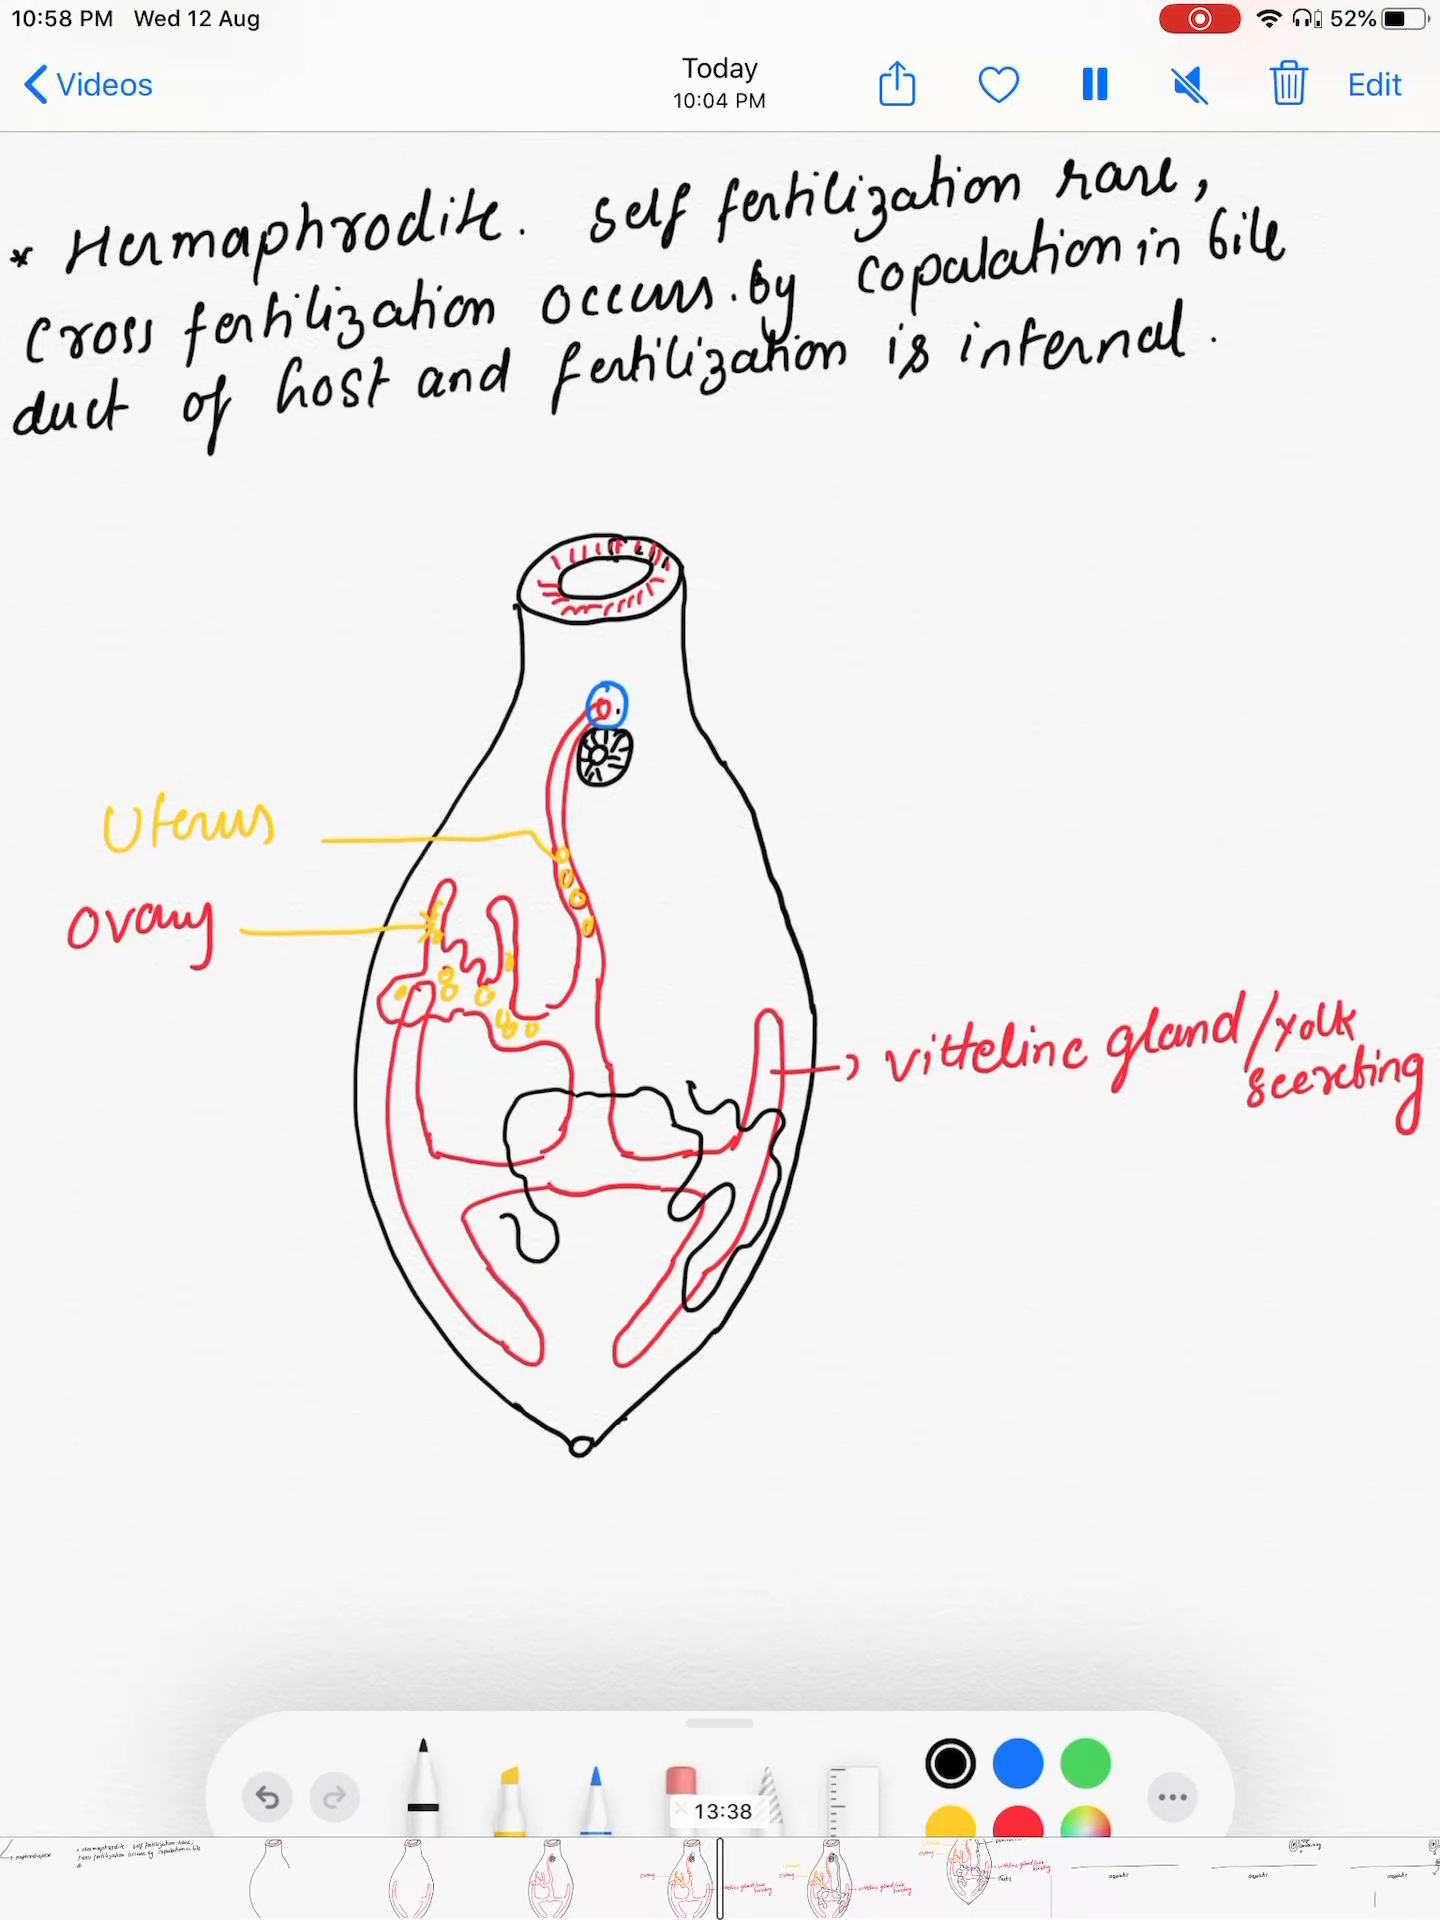 10:58 PM Wed 12 Aug 52%
Videos Today Edit
10:04 PM
* Hermaphrodite. Self fertilization rare,
Cross fertilization occurs.by copulation in bile
duct of host and fertilization is internal.
Uterus
Ovary
vitteline gland/yolk
secreting
13:38